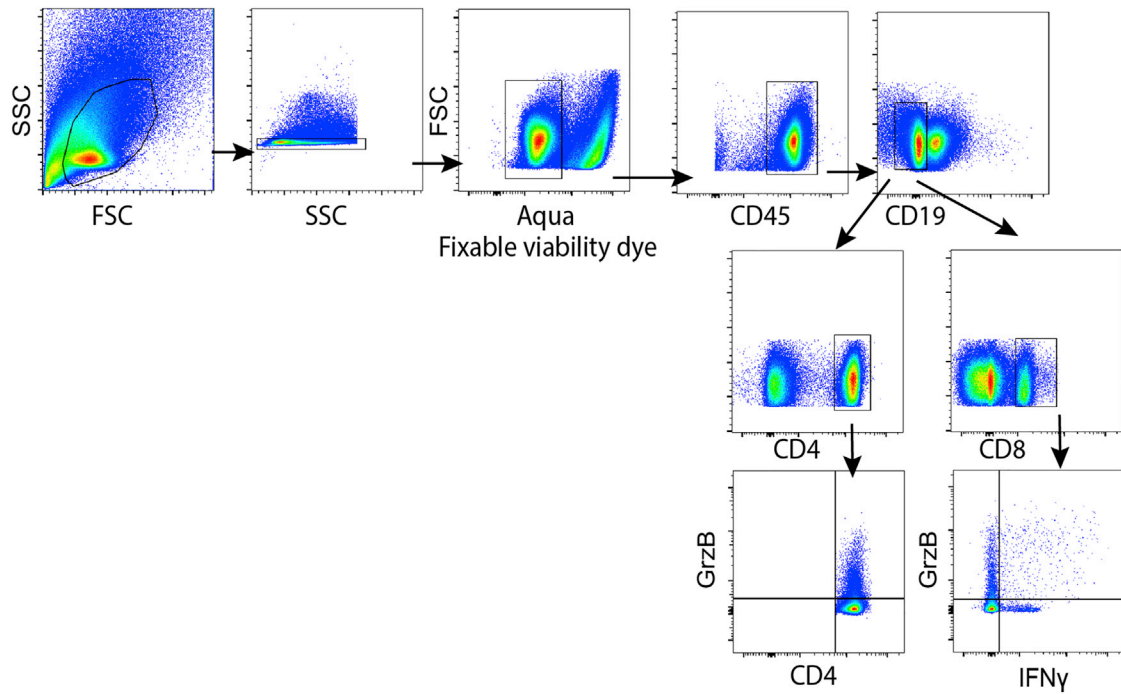 SSC
FSC
SSC
FSC
Aqua
Fixable viability dye
CD45
CD19
CD4
CD8
GrzB
CD4
GrzB
IFNγ